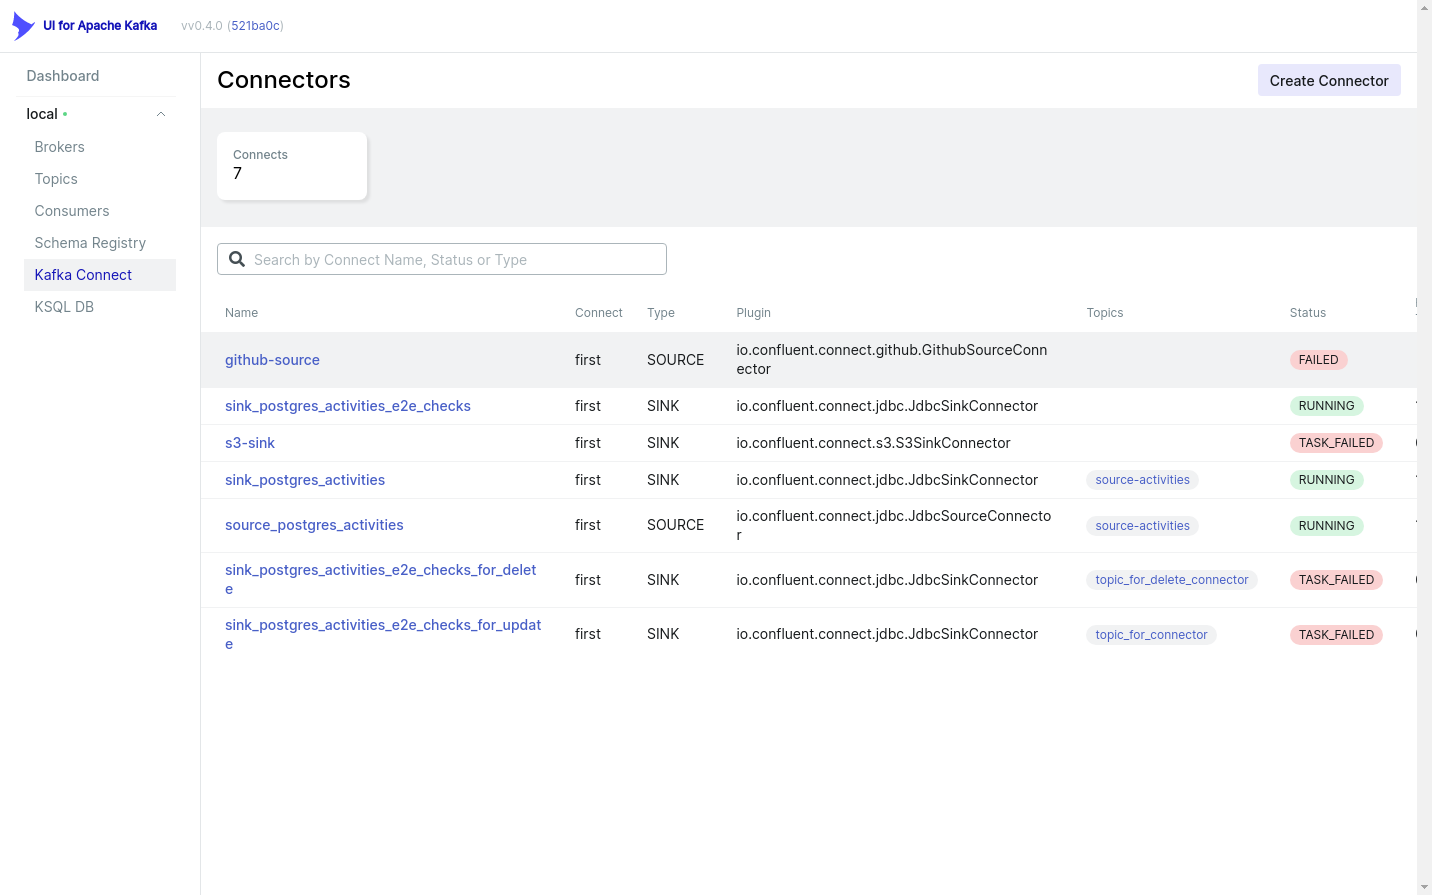 UI for Apache Kafka vv0.4.0 (521ba0c)
Dashboard
local
Brokers
Topics
Consumers
Schema Registry
Kafka Connect
KSQL DB
Connectors
Create Connector
Connects
7
Search by Connect Name, Status or Type
Name Connect Type Plugin Topics Status
github-source first SOURCE io.confluent.connect.github.GithubSourceConn
ector FAILED
sink_postgres_activities_e2e_checks first SINK io.confluent.connect.jdbc.JdbcSinkConnector RUNNING
s3-sink first SINK io.confluent.connect.s3.S3SinkConnector TASK_FAILED
sink_postgres_activities first SINK io.confluent.connect.jdbc.JdbcSinkConnector source-activities RUNNING
source_postgres_activities first SOURCE io.confluent.connect.jdbc.JdbcSourceConnecto
r source-activities RUNNING
sink_postgres_activities_e2e_checks_for_delet
e first SINK io.confluent.connect.jdbc.JdbcSinkConnector topic_for_delete_connector TASK_FAILED
sink_postgres_activities_e2e_checks_for_updat
e first SINK io.confluent.connect.jdbc.JdbcSinkConnector topic_for_connector TASK_FAILED